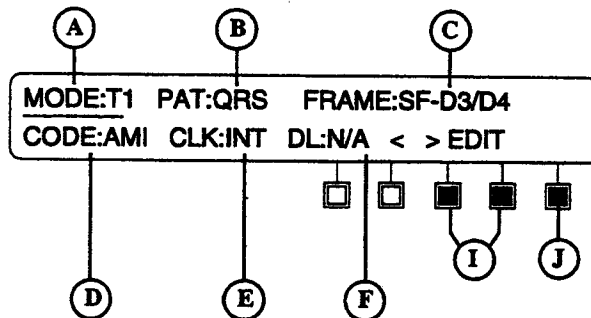 A B C
MODE:T1 PAT:QRS FRAME:SF-D3/D4
CODE:AMI CLK:INT DL:N/A < > EDIT
I J
D E F